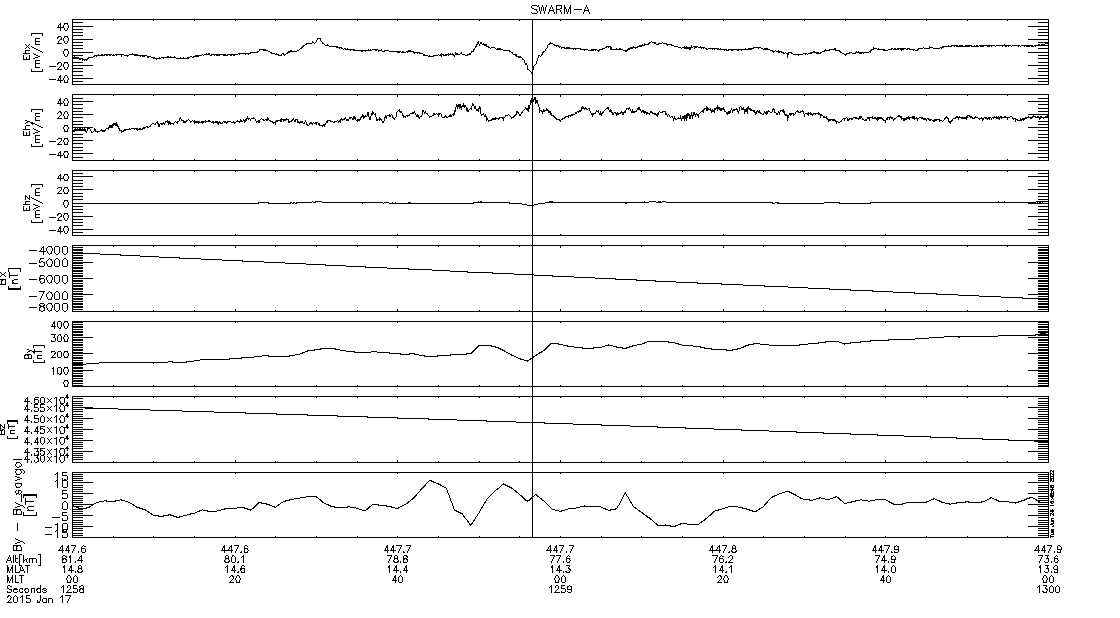 SWARM-A
Ehx
[mV/m]
40
20
0
-20
-40
Ehy
[mV/m]
40
20
0
-20
-40
Ehz
[mV/m]
40
20
0
-20
-40
Bx
[nT]
-4000
-5000
-6000
-7000
-8000
By
[nT]
400
300
200
100
0
Bz
[nT]
4.60×10⁴
4.55×10⁴
4.50×10⁴
4.45×10⁴
4.40×10⁴
4.35×10⁴
4.30×10⁴
By - By_savgol
[nT]
15
10
5
0
-5
-10
-15
447.6 447.6 447.7 447.7 447.8 447.9 447.9
Alt[km] 81.4 80.1 78.8 77.6 76.2 74.9 73.6
MLAT 14.8 14.6 14.4 14.3 14.1 14.0 13.9
MLT 00 20 40 00 20 40 00
Seconds 1258 1259 1300
2015 Jan 17